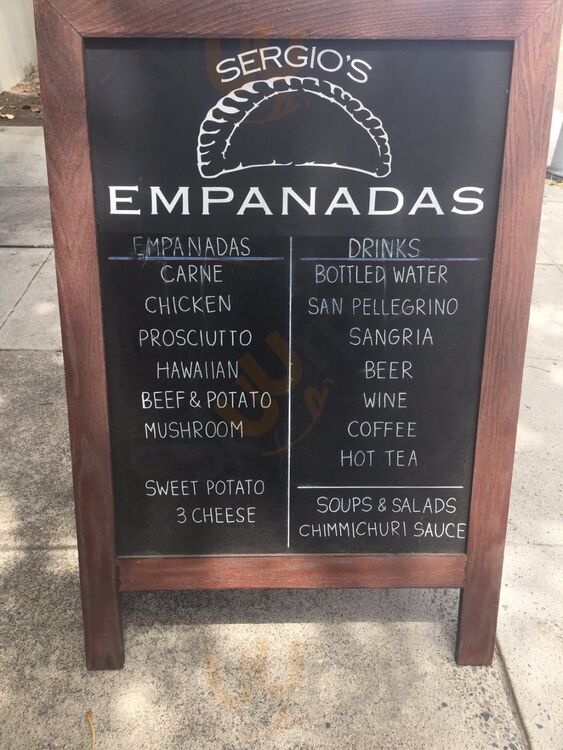 SERGIO'S
EMPANADAS
EMPANADAS
CARNE
CHICKEN
PROSCIUTTO
HAWAIIAN
BEEF & POTATO
MUSHROOM
SWEET POTATO
3 CHEESE
DRINKS
BOTTLED WATER
SAN PELLEGRINO
SANGRIA
BEER
WINE
COFFEE
HOT TEA
SOUPS & SALADS
CHIMMICHURI SAUCE